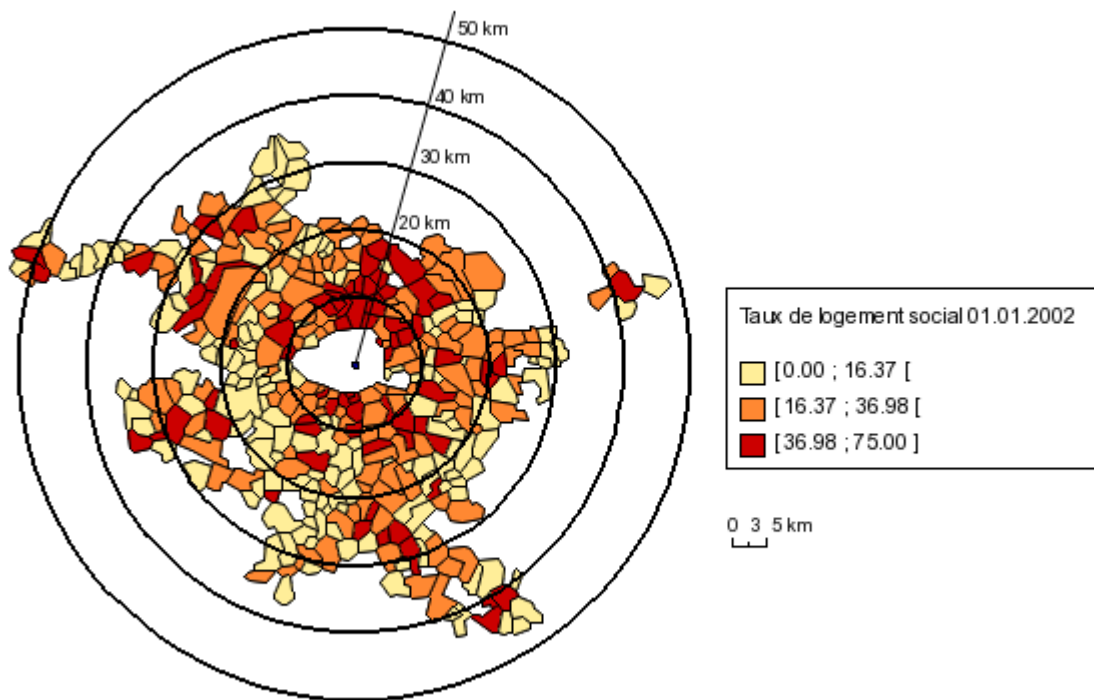 50 km
40 km
30 km
20 km
Taux de logement social 01.01.2002
[0.00 ; 16.37 [
[16.37 ; 36.98 [
[36.98 ; 75.00 ]
0 3 5 km